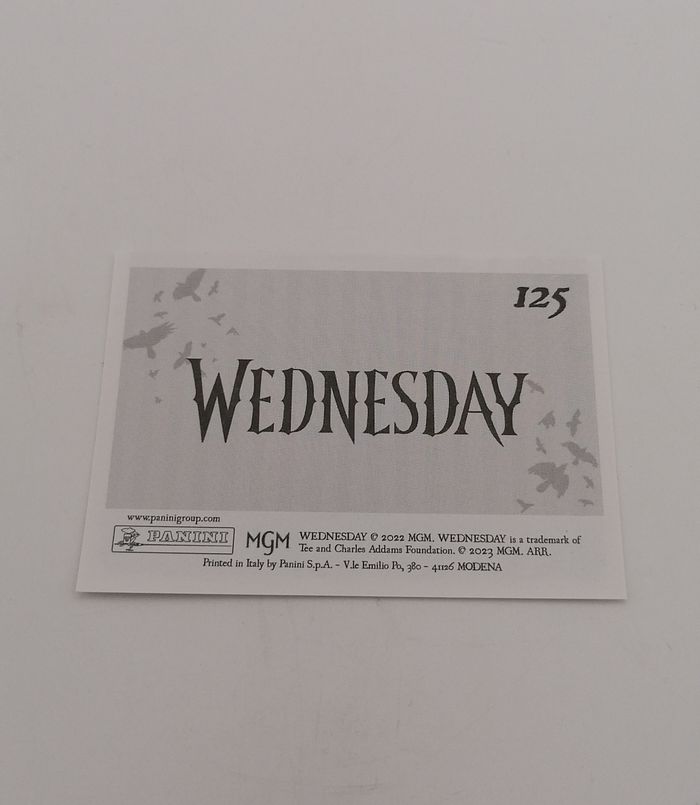 125
WEDNESDAY
www.paninigroup.com
PANINI
MGM
WEDNESDAY © 2022 MGM. WEDNESDAY is a trademark of
Tee and Charles Addams Foundation. © 2023 MGM. ARR.
Printed in Italy by Panini S.p.A. - V.le Emilio Po, 380 - 41126 MODENA